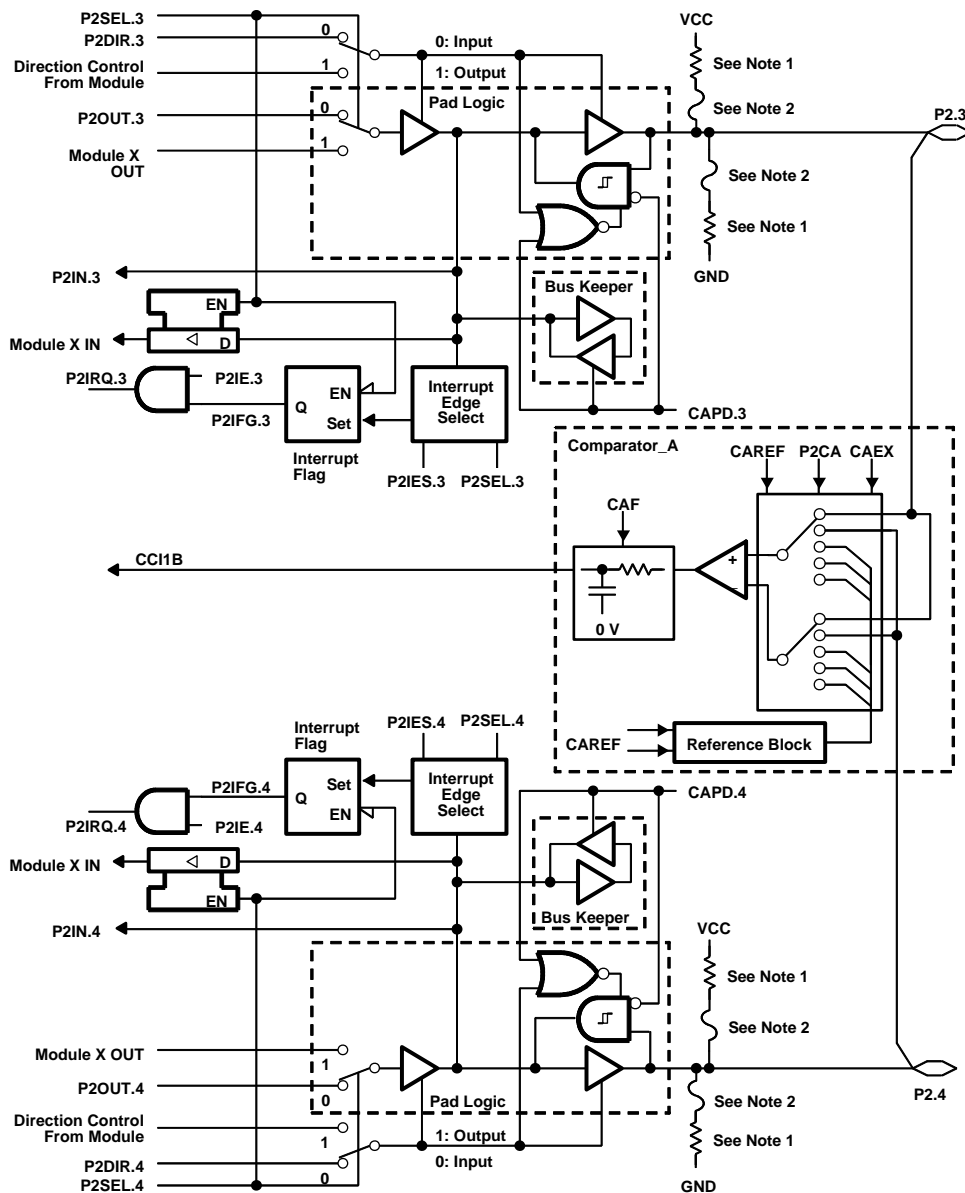 P2SEL.3
P2DIR.3
0
0: Input
VCC
See Note 1
Direction Control
From Module
1
1: Output
Pad Logic
See Note 2
P2OUT.3
0
P2.3
Module X
OUT
1
See Note 2
See Note 1
GND
P2IN.3
Bus Keeper
EN
Module X IN
D
P2IRQ.3
P2IE.3
P2IFG.3
Q
EN
Set
Interrupt
Edge
Select
CAPD.3
Interrupt
Flag
P2IES.3
P2SEL.3
Comparator_A
CAREF
P2CA
CAEX
CAF
CCI1B
+
−
0 V
CAREF
Reference Block
Interrupt
Flag
P2IES.4
P2SEL.4
P2IFG.4
Q
Set
EN
Interrupt
Edge
Select
CAPD.4
P2IRQ.4
P2IE.4
Module X IN
D
EN
Bus Keeper
P2IN.4
VCC
See Note 1
See Note 2
Module X OUT
1
P2OUT.4
0
Pad Logic
P2.4
See Note 2
Direction Control
From Module
1
1: Output
See Note 1
P2DIR.4
0: Input
P2SEL.4
0
GND